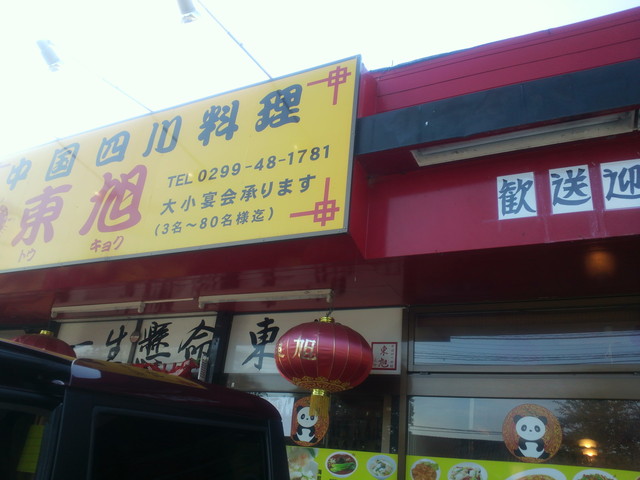 中国四川料理
東旭
トウ キョク
TEL 0299-48-1781
大小宴会承ります
(3名～80名様迄)
歓送迎
一生懸命
東
旭
東旭